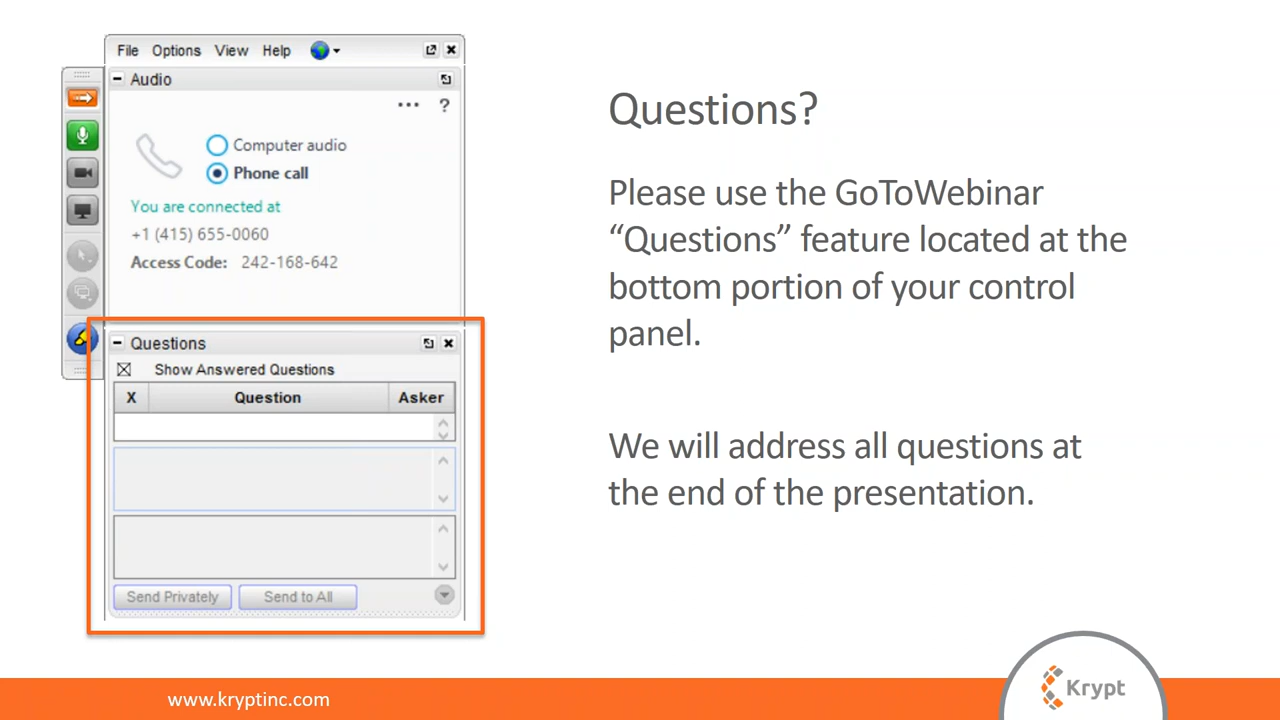 File Options View Help
Audio
... ?
Computer audio
Phone call
You are connected at
+1 (415) 655-0060
Access Code: 242-168-642
Questions
Show Answered Questions
X Question Asker
Send Privately Send to All
Questions?
Please use the GoToWebinar
“Questions” feature located at the
bottom portion of your control
panel.
We will address all questions at
the end of the presentation.
www.kryptinc.com
Krypt